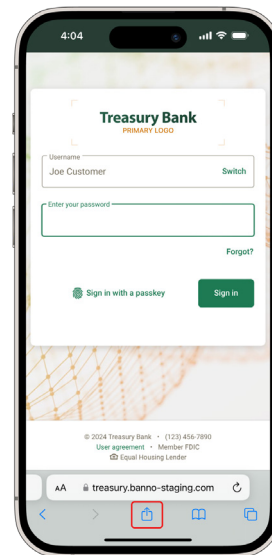 4:04
Treasury Bank
PRIMARY LOGO
Username
Joe Customer
Switch
Enter your password
Forgot?
Sign in with a passkey
Sign in
© 2024 Treasury Bank • (123) 456-7890
User agreement • Member FDIC
Equal Housing Lender
AA treasury.banno-staging.com